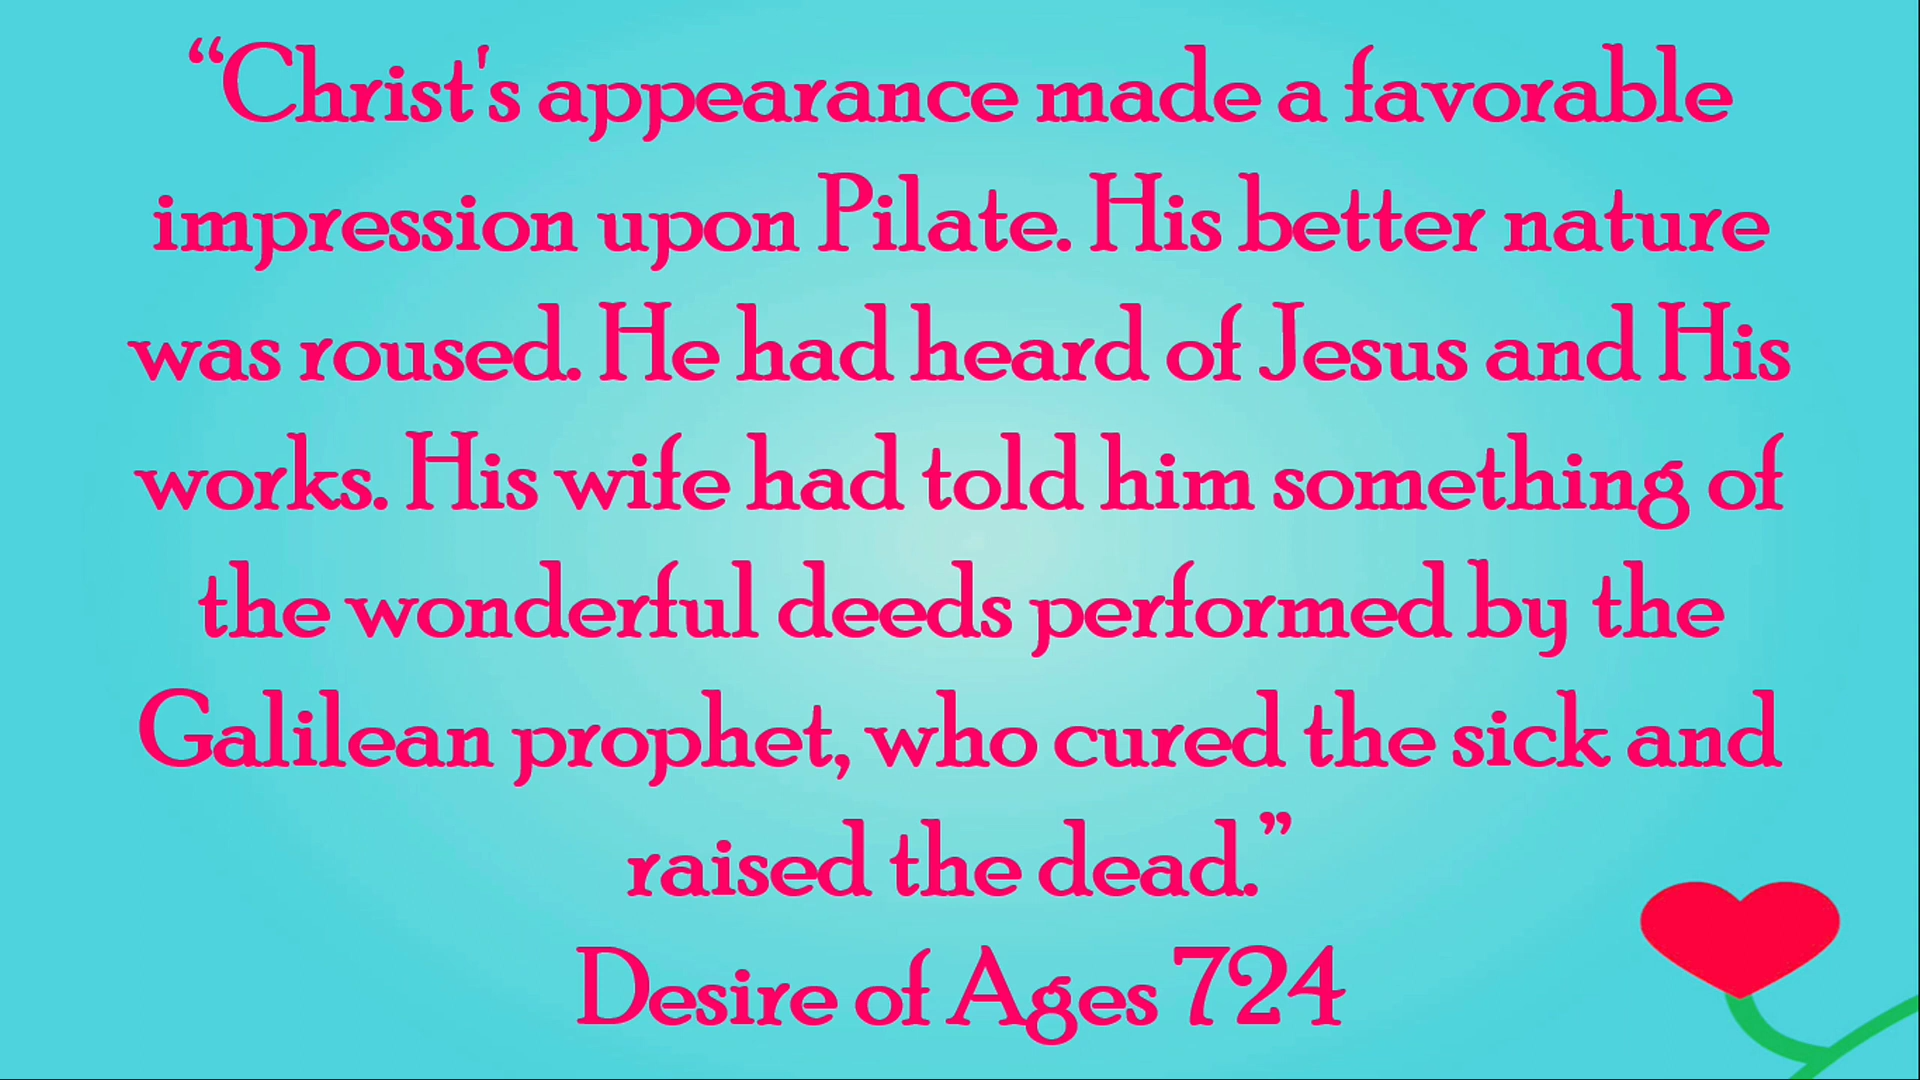 “Christ's appearance made a favorable
impression upon Pilate. His better nature
was roused. He had heard of Jesus and His
works. His wife had told him something of
the wonderful deeds performed by the
Galilean prophet, who cured the sick and
raised the dead.”
Desire of Ages 724